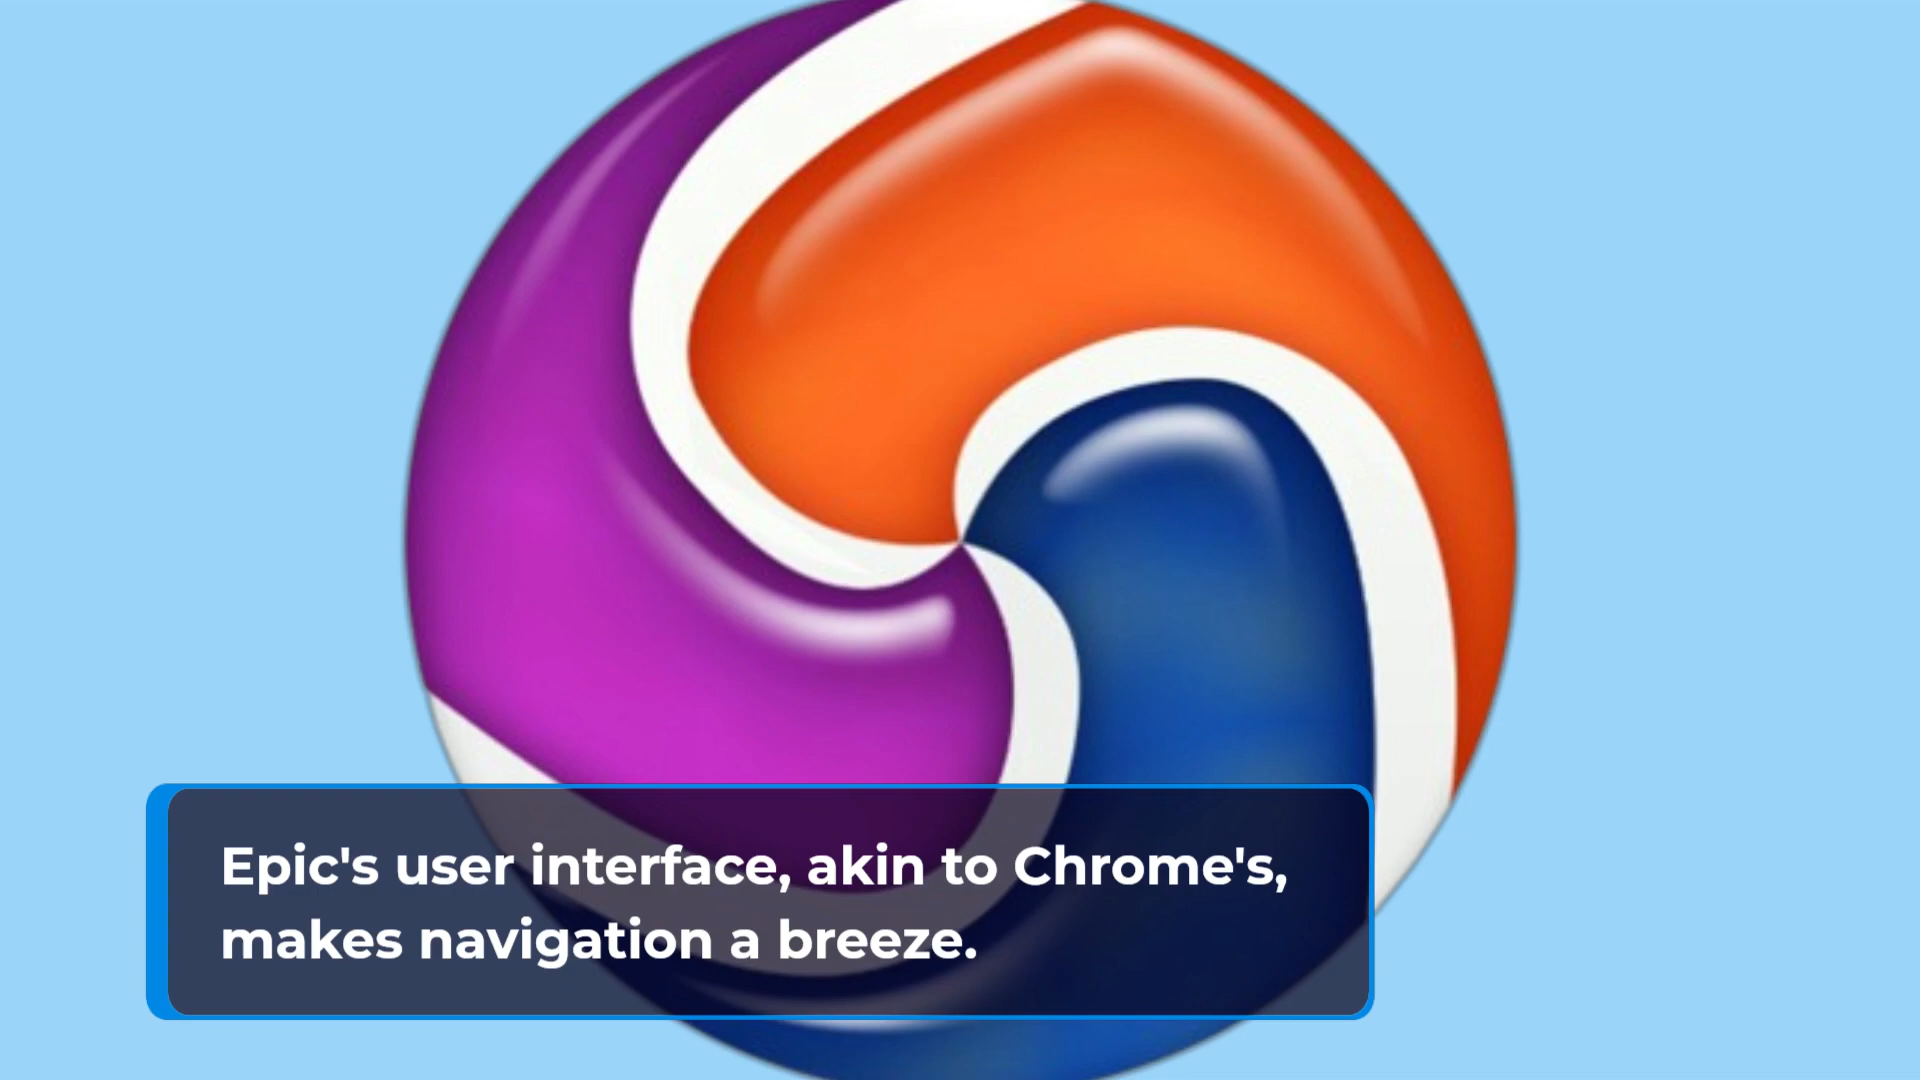 Epic's user interface, akin to Chrome's,
makes navigation a breeze.